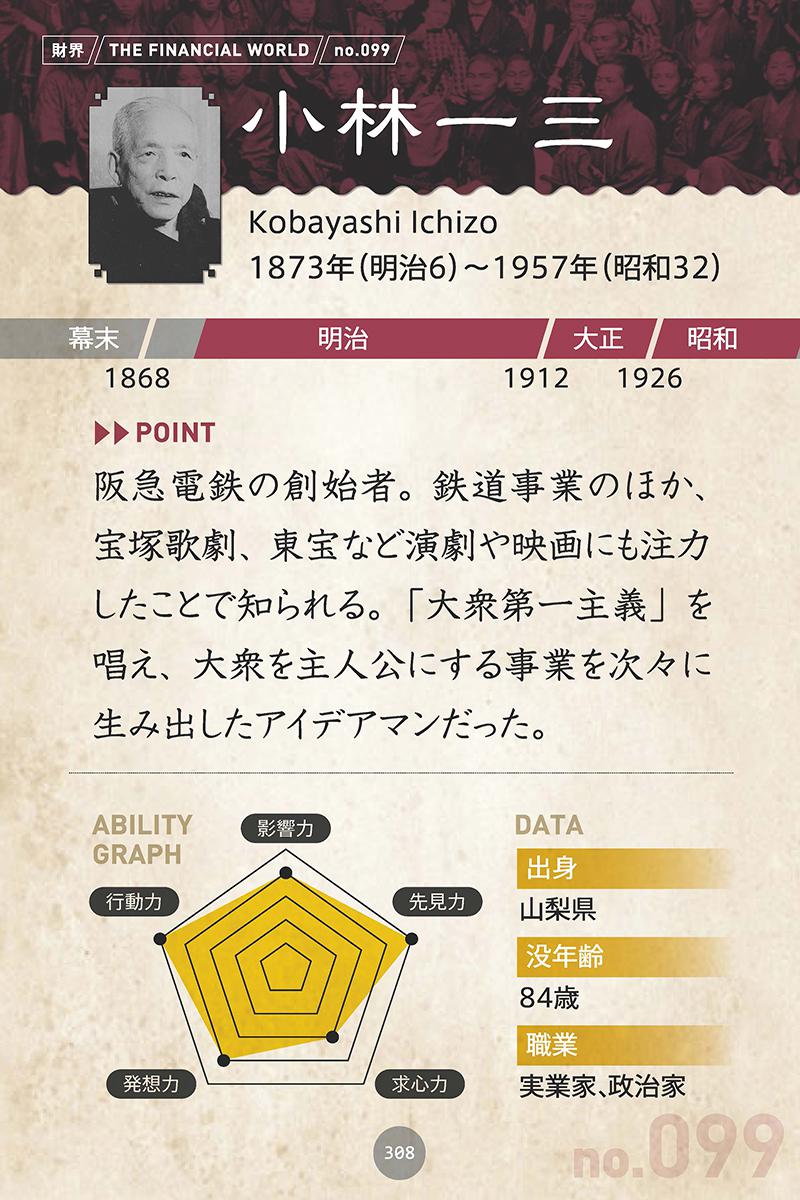 財界 THE FINANCIAL WORLD no.099
小林一三
Kobayashi Ichizo
1873年(明治6)～1957年(昭和32)
幕末 明治 大正 昭和
1868 1912 1926
POINT
阪急電鉄の創始者。鉄道事業のほか、
宝塚歌劇、東宝など演劇や映画にも注力
したことで知られる。「大衆第一主義」を
唱え、大衆を主人公にする事業を次々に
生み出したアイデアマンだった。
ABILITY
GRAPH
影響力
行動力
先見力
発想力
求心力
DATA
出身
山梨県
没年齢
84歳
職業
実業家、政治家
308
no.099